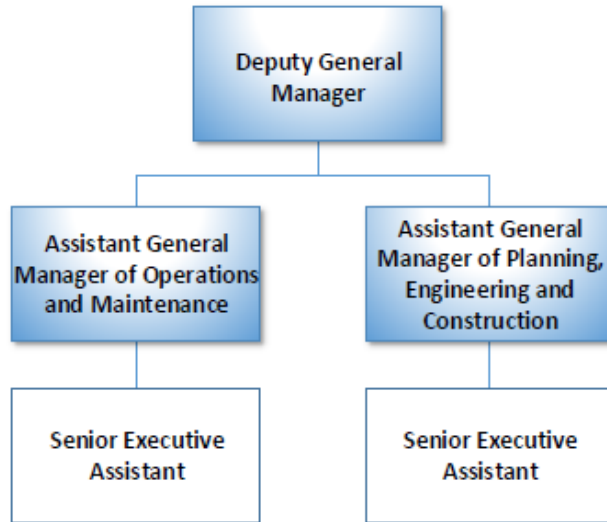 Deputy General
Manager
Assistant General
Manager of Operations
and Maintenance
Assistant General
Manager of Planning,
Engineering and
Construction
Senior Executive
Assistant
Senior Executive
Assistant